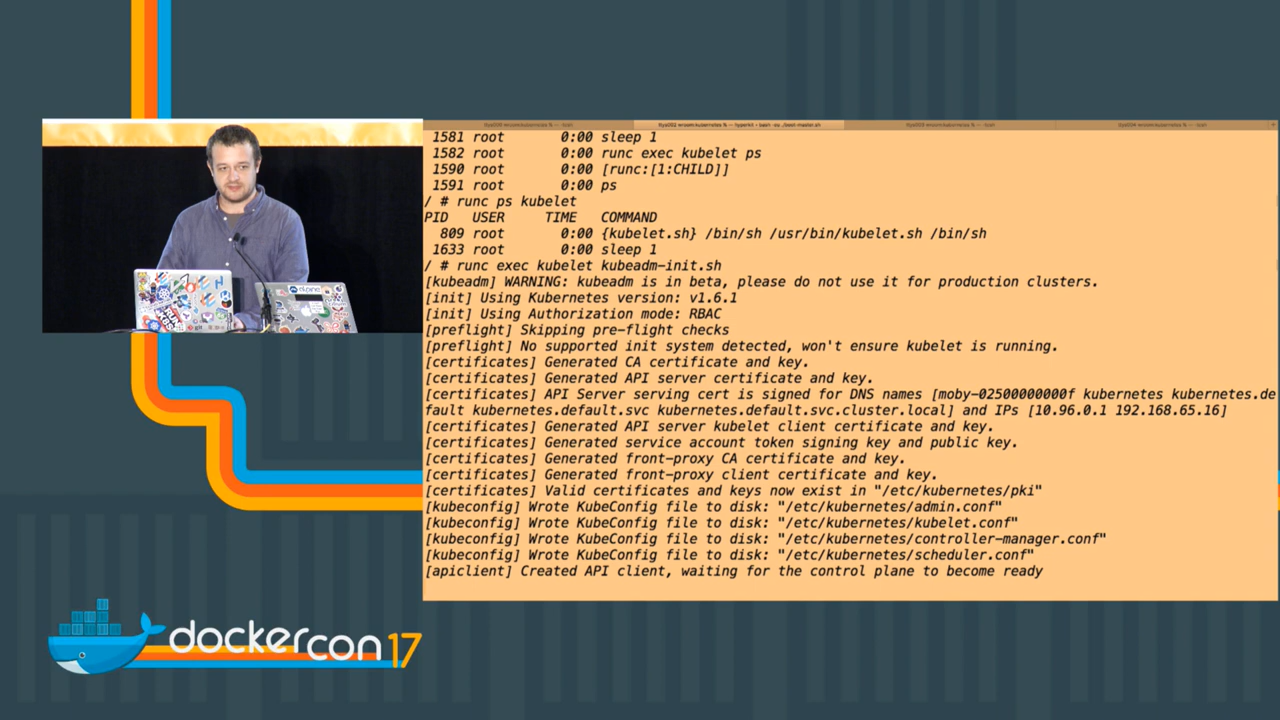 1581 root 0:00 sleep 1
1582 root 0:00 runc exec kubelet ps
1590 root 0:00 [runc:[1:CHILD]]
1591 root 0:00 ps
/ # runc ps kubelet
PID USER TIME COMMAND
809 root 0:00 {kubelet.sh} /bin/sh /usr/bin/kubelet.sh /bin/sh
1633 root 0:00 sleep 1
/ # runc exec kubelet kubeadm-init.sh
[kubeadm] WARNING: kubeadm is in beta, please do not use it for production clusters.
[init] Using Kubernetes version: v1.6.1
[init] Using Authorization mode: RBAC
[preflight] Skipping pre-flight checks
[preflight] No supported init system detected, won't ensure kubelet is running.
[certificates] Generated CA certificate and key.
[certificates] Generated API server certificate and key.
[certificates] API Server serving cert is signed for DNS names [moby-02500000000f kubernetes kubernetes.de
fault kubernetes.default.svc kubernetes.default.svc.cluster.local] and IPs [10.96.0.1 192.168.65.16]
[certificates] Generated API server kubelet client certificate and key.
[certificates] Generated service account token signing key and public key.
[certificates] Generated front-proxy CA certificate and key.
[certificates] Generated front-proxy client certificate and key.
[certificates] Valid certificates and keys now exist in "/etc/kubernetes/pki"
[kubeconfig] Wrote KubeConfig file to disk: "/etc/kubernetes/admin.conf"
[kubeconfig] Wrote KubeConfig file to disk: "/etc/kubernetes/kubelet.conf"
[kubeconfig] Wrote KubeConfig file to disk: "/etc/kubernetes/controller-manager.conf"
[kubeconfig] Wrote KubeConfig file to disk: "/etc/kubernetes/scheduler.conf"
[apiclient] Created API client, waiting for the control plane to become ready
dockercon 17